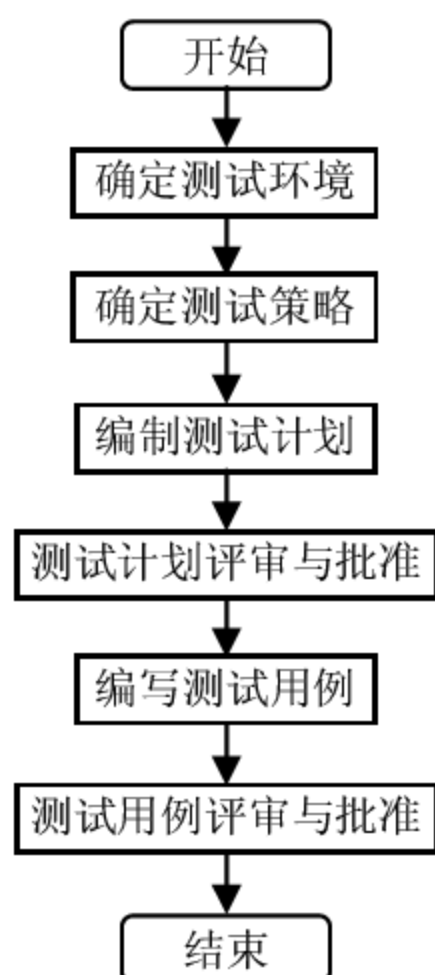 开始
确定测试环境
确定测试策略
编制测试计划
测试计划评审与批准
编写测试用例
测试用例评审与批准
结束